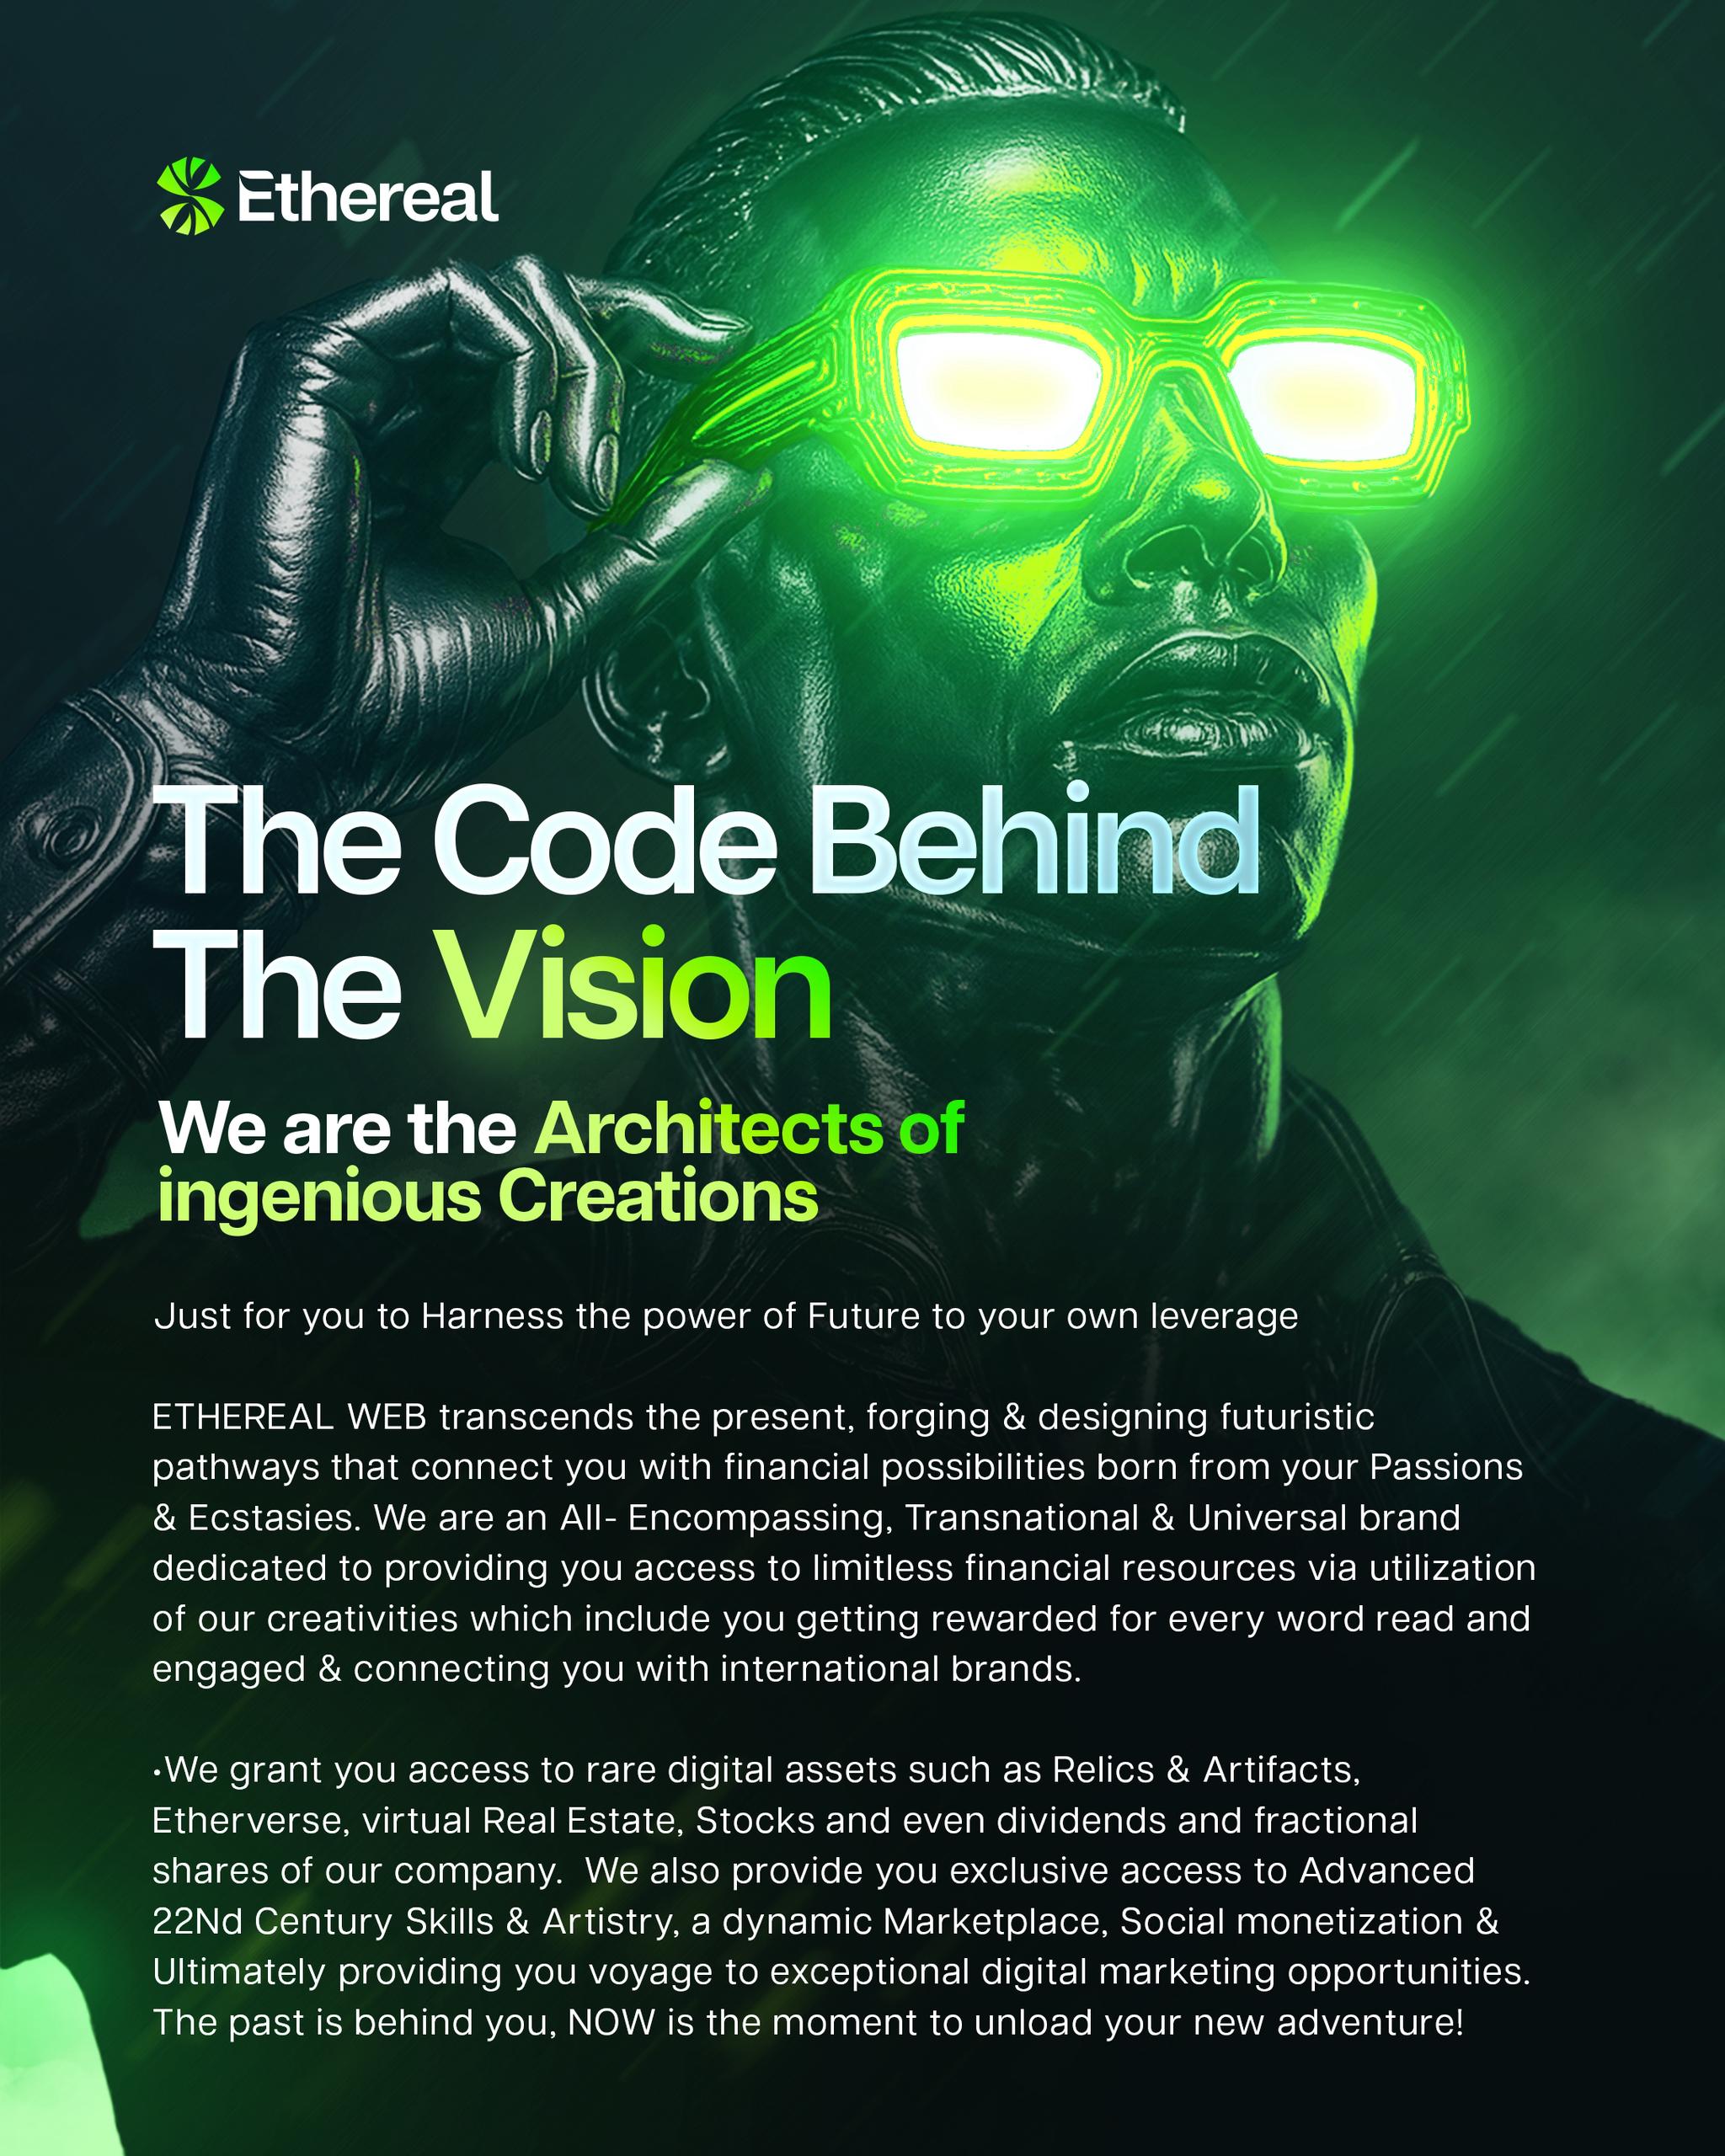 Ethereal
The Code Behind
The Vision
We are the Architects of
ingenious Creations
Just for you to Harness the power of Future to your own leverage
ETHEREAL WEB transcends the present, forging & designing futuristic
pathways that connect you with financial possibilities born from your Passions
& Ecstasies. We are an All- Encompassing, Transnational & Universal brand
dedicated to providing you access to limitless financial resources via utilization
of our creativities which include you getting rewarded for every word read and
engaged & connecting you with international brands.
•We grant you access to rare digital assets such as Relics & Artifacts,
Etherverse, virtual Real Estate, Stocks and even dividends and fractional
shares of our company.  We also provide you exclusive access to Advanced
22Nd Century Skills & Artistry, a dynamic Marketplace, Social monetization &
Ultimately providing you voyage to exceptional digital marketing opportunities.
The past is behind you, NOW is the moment to unload your new adventure!